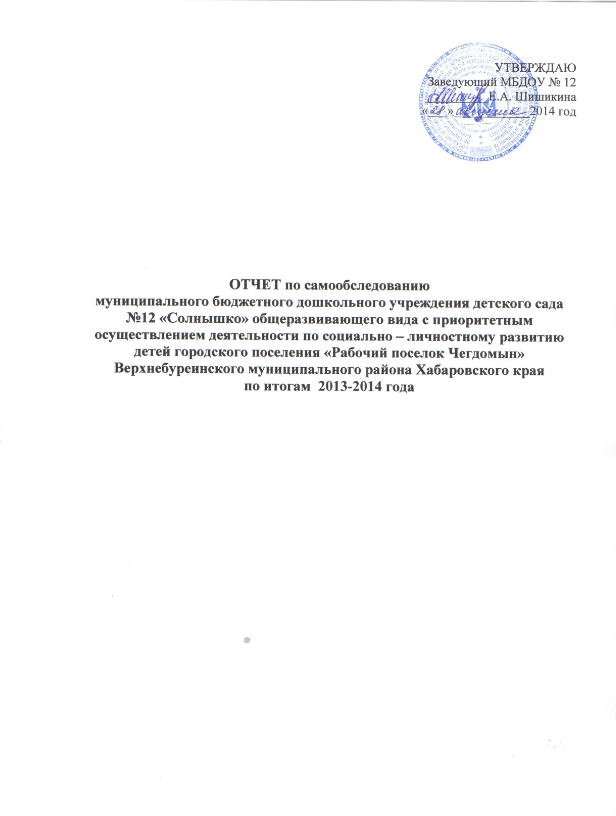 УТВЕРЖДАЮ
Заведующий МБДОУ № 12
Е.А. Шишикина
«28» августа 2014 год
ОТЧЕТ по самообследованию
муниципального бюджетного дошкольного учреждения детского сада
№12 «Солнышко» общеразвивающего вида с приоритетным
осуществлением деятельности по социально – личностному развитию
детей городского поселения «Рабочий поселок Чегдомын»
Верхнебуреинского муниципального района Хабаровского края
по итогам 2013-2014 года